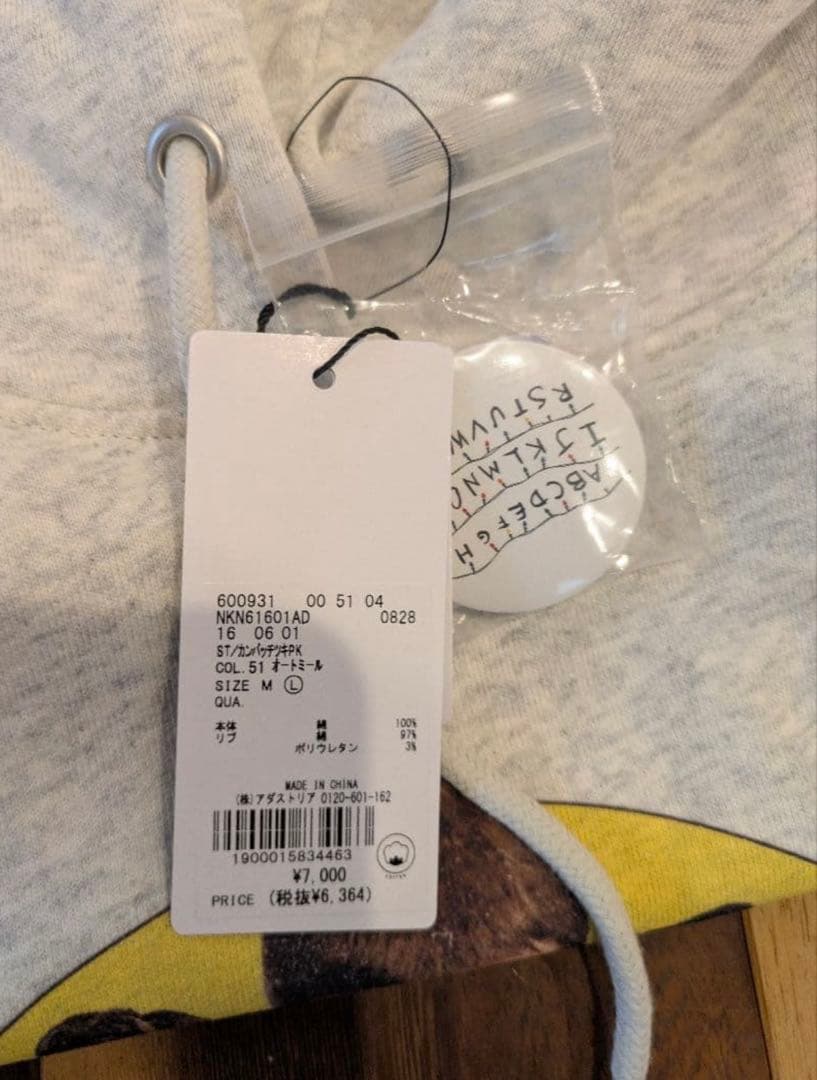 600931 00 51 04
NKN61601AD 0828
16 06 01
ST/カンバッヂツキPK
COL.51 オートミール
SIZE M Ⓛ
QUA.
本体 綿 100%
リブ 綿 97%
ポリウレタン 3%
MADE IN CHINA
(株)アダストリア 0120-601-162
1900015834463
¥7,000
PRICE (税抜¥6,364)
ABCDEFGH
IJKLMNO
RSTUVW